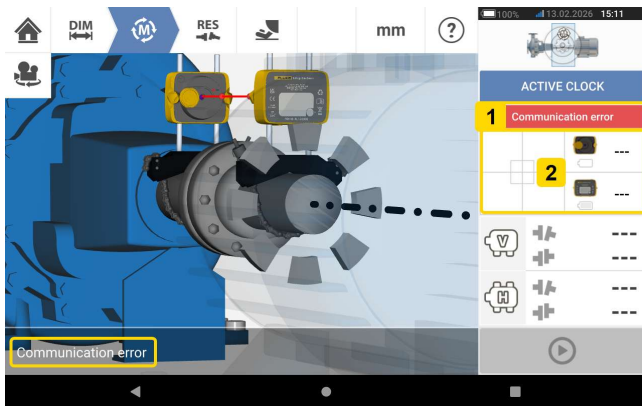 100% 13.02.2026 15:11
DIM
M
RES
mm
?
ACTIVE CLOCK
1 Communication error
2
---
---
V
---
---
H
---
---
Communication error